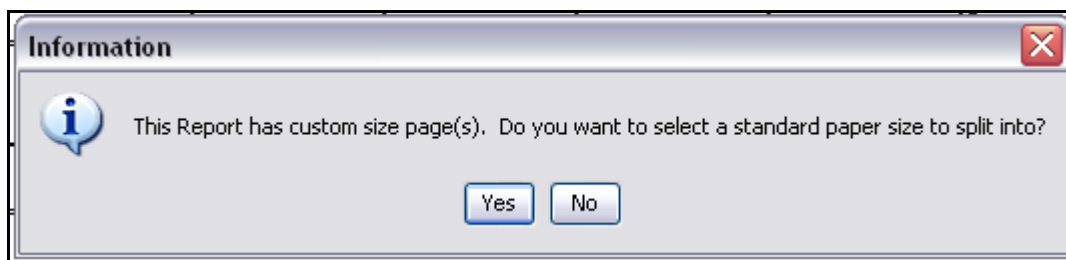 Information
This Report has custom size page(s).  Do you want to select a standard paper size to split into?
Yes
No